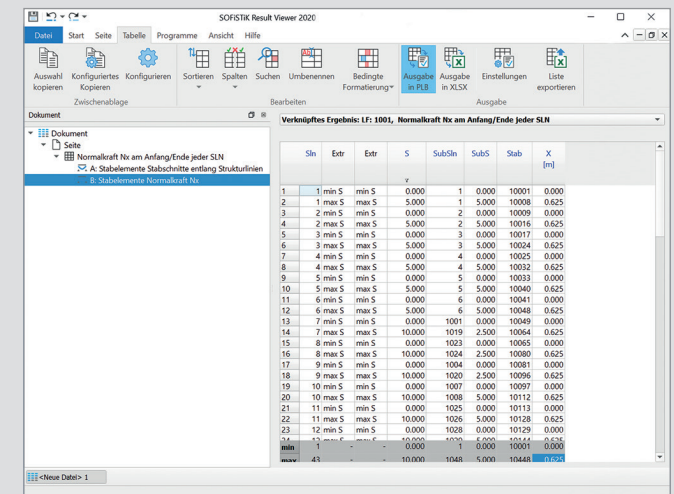 SOFiSTiK Result Viewer 2020
Datei Start Seite Tabelle Programme Ansicht Hilfe
Auswahl kopieren Konfiguriertes Kopieren Konfigurieren Sortieren Spalten Suchen Umbenennen Bedingte Formatierung Ausgabe in PLB Ausgabe in XLSX Einstellungen Liste exportieren
Zwischenablage Bearbeiten Ausgabe
Dokument
Verknüpftes Ergebnis: LF: 1001, Normalkraft Nx am Anfang/Ende jeder SLN
Dokument
Seite
Normalkraft Nx am Anfang/Ende jeder SLN
A: Stabelemente Stabschnitte entlang Strukturlinien
B: Stabelemente Normalkraft Nx
Sln Extr Extr S SubSln SubS Stab X
[m]
1 1 min S min S 0.000 1 0.000 10001 0.000
2 1 max S max S 5.000 1 5.000 10008 0.625
3 2 min S min S 0.000 2 0.000 10009 0.000
4 2 max S max S 5.000 2 5.000 10016 0.625
5 3 min S min S 0.000 3 0.000 10017 0.000
6 3 max S max S 5.000 3 5.000 10024 0.625
7 4 min S min S 0.000 4 0.000 10025 0.000
8 4 max S max S 5.000 4 5.000 10032 0.625
9 5 min S min S 0.000 5 0.000 10033 0.000
10 5 max S max S 5.000 5 5.000 10040 0.625
11 6 min S min S 0.000 6 0.000 10041 0.000
12 6 max S max S 5.000 6 5.000 10048 0.625
13 7 min S min S 0.000 1001 0.000 10049 0.000
14 7 max S max S 10.000 1019 2.500 10064 0.625
15 8 min S min S 0.000 1023 0.000 10065 0.000
16 8 max S max S 10.000 1024 2.500 10080 0.625
17 9 min S min S 0.000 1004 0.000 10081 0.000
18 9 max S max S 10.000 1020 2.500 10096 0.625
19 10 min S min S 0.000 1007 0.000 10097 0.000
20 10 max S max S 10.000 1008 5.000 10112 0.625
21 11 min S min S 0.000 1025 0.000 10113 0.000
22 11 max S max S 10.000 1026 5.000 10128 0.625
23 12 min S min S 0.000 1028 0.000 10129 0.000
min 1 - - 0.000 1 0.000 10001 0.000
max 43 - - 10.000 1048 5.000 10448 0.625
<Neue Datei> 1